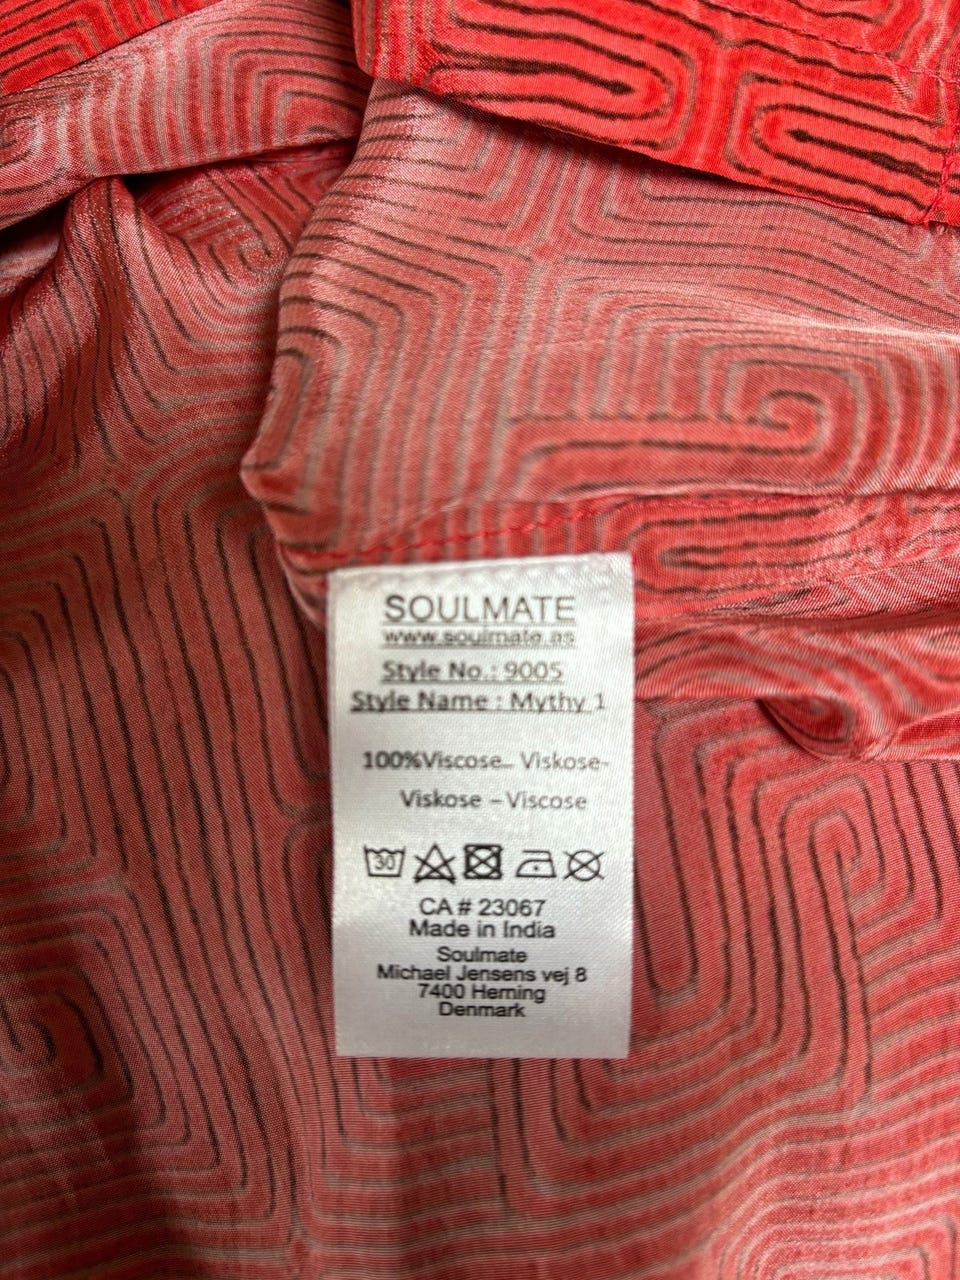 SOULMATE
www.soulmate.as
Style No.: 9005
Style Name : Mythy 1
100%Viscose– Viskose-
Viskose – Viscose
30
CA # 23067
Made in India
Soulmate
Michael Jensens vej 8
7400 Herning
Denmark